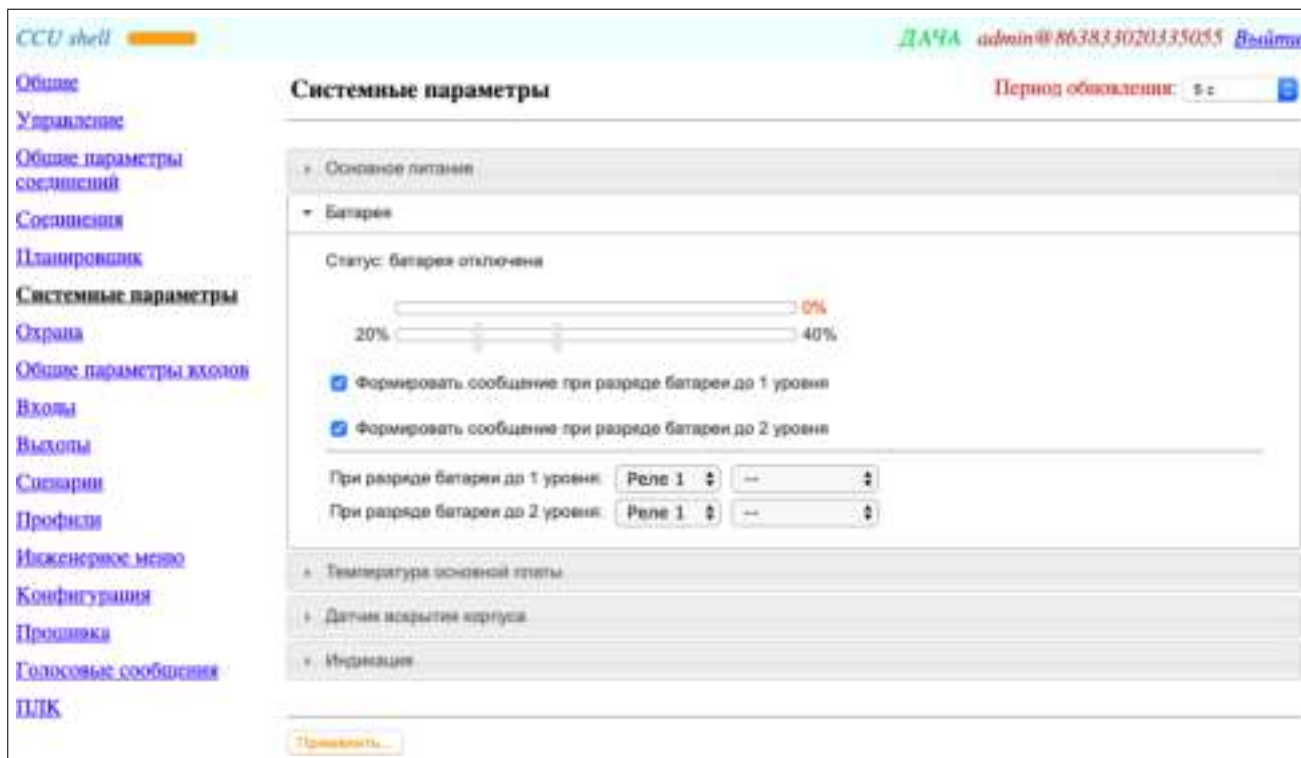 CCU shell
ДАЧА admin@863833020335055 Выйти
Общие
Управление
Общие параметры
соединений
Соединения
Планировщик
Системные параметры
Охрана
Общие параметры входов
Входы
Выходы
Сценарии
Профили
Инженерное меню
Конфигурация
Прошивка
Голосовые сообщения
ПЛК
Системные параметры
Период обновления: 5 с
Основное питание
Батарея
Статус: батарея отключена
0%
20% 40%
Формировать сообщение при разряде батареи до 1 уровня
Формировать сообщение при разряде батареи до 2 уровня
При разряде батареи до 1 уровня: Реле 1 --
При разряде батареи до 2 уровня: Реле 1 --
Температура основной платы
Датчик вскрытия корпуса
Индикация
Применить...